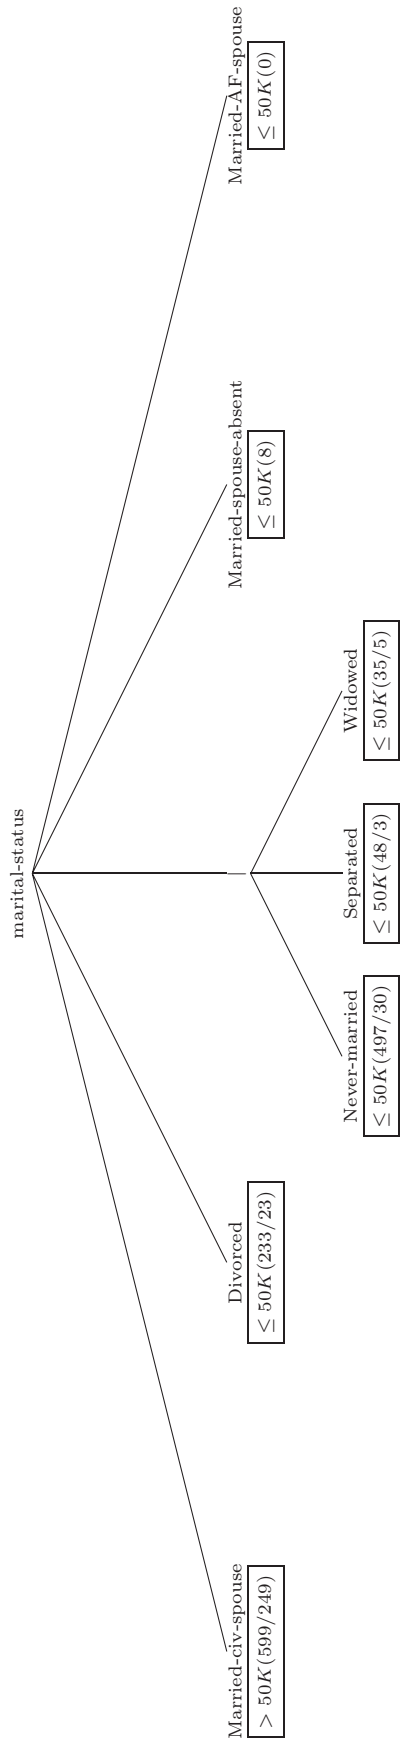 marital-status
Married-civ-spouse
> 50K(599/249)
Divorced
≤ 50K(233/23)
Never-married
≤ 50K(497/30)
Separated
≤ 50K(48/3)
Widowed
≤ 50K(35/5)
Married-spouse-absent
≤ 50K(8)
Married-AF-spouse
≤ 50K(0)